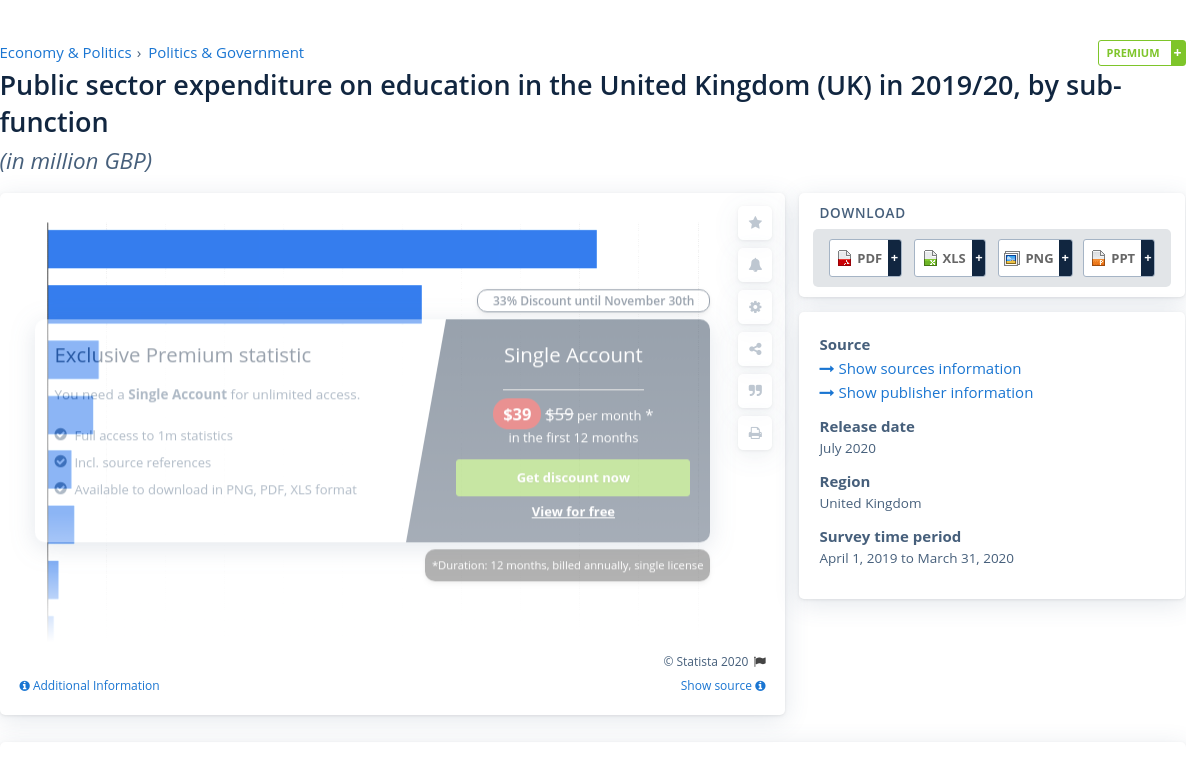 Economy & Politics › Politics & Government
PREMIUM +
Public sector expenditure on education in the United Kingdom (UK) in 2019/20, by sub-
function
(in million GBP)
33% Discount until November 30th
Exclusive Premium statistic
You need a Single Account for unlimited access.
Full access to 1m statistics
Incl. source references
Available to download in PNG, PDF, XLS format
Single Account
$39 $59 per month *
in the first 12 months
Get discount now
View for free
*Duration: 12 months, billed annually, single license
© Statista 2020
Additional Information
Show source
DOWNLOAD
PDF + XLS + PNG + PPT +
Source
Show sources information
Show publisher information
Release date
July 2020
Region
United Kingdom
Survey time period
April 1, 2019 to March 31, 2020